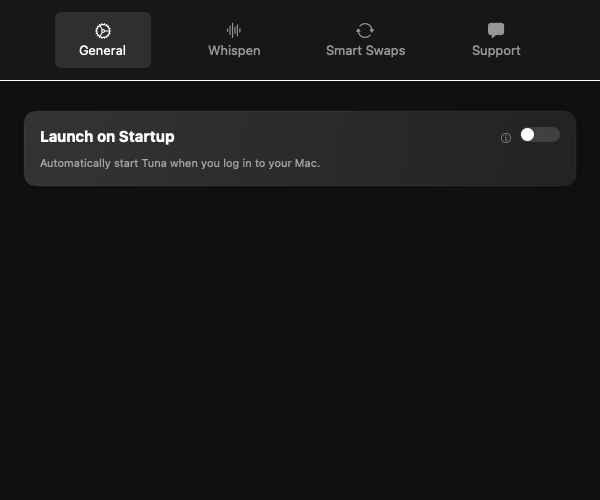 General
Whispen
Smart Swaps
Support
Launch on Startup
Automatically start Tuna when you log in to your Mac.